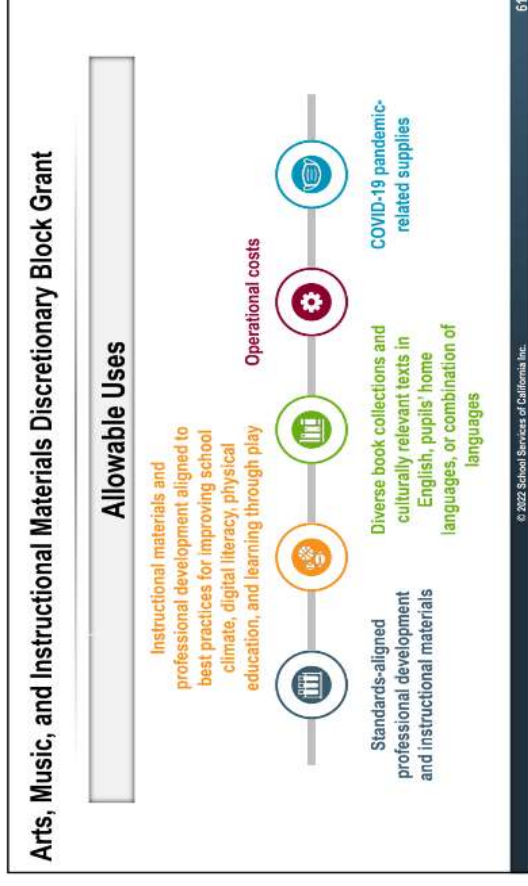 Arts, Music, and Instructional Materials Discretionary Block Grant
Allowable Uses
Instructional materials and
professional development aligned to
best practices for improving school
climate, digital literacy, physical
education, and learning through play
Operational costs
Standards-aligned
professional development
and instructional materials
Diverse book collections and
culturally relevant texts in
English, pupils' home
languages, or combination of
languages
COVID-19 pandemic-
related supplies
© 2022 School Services of California Inc.
61